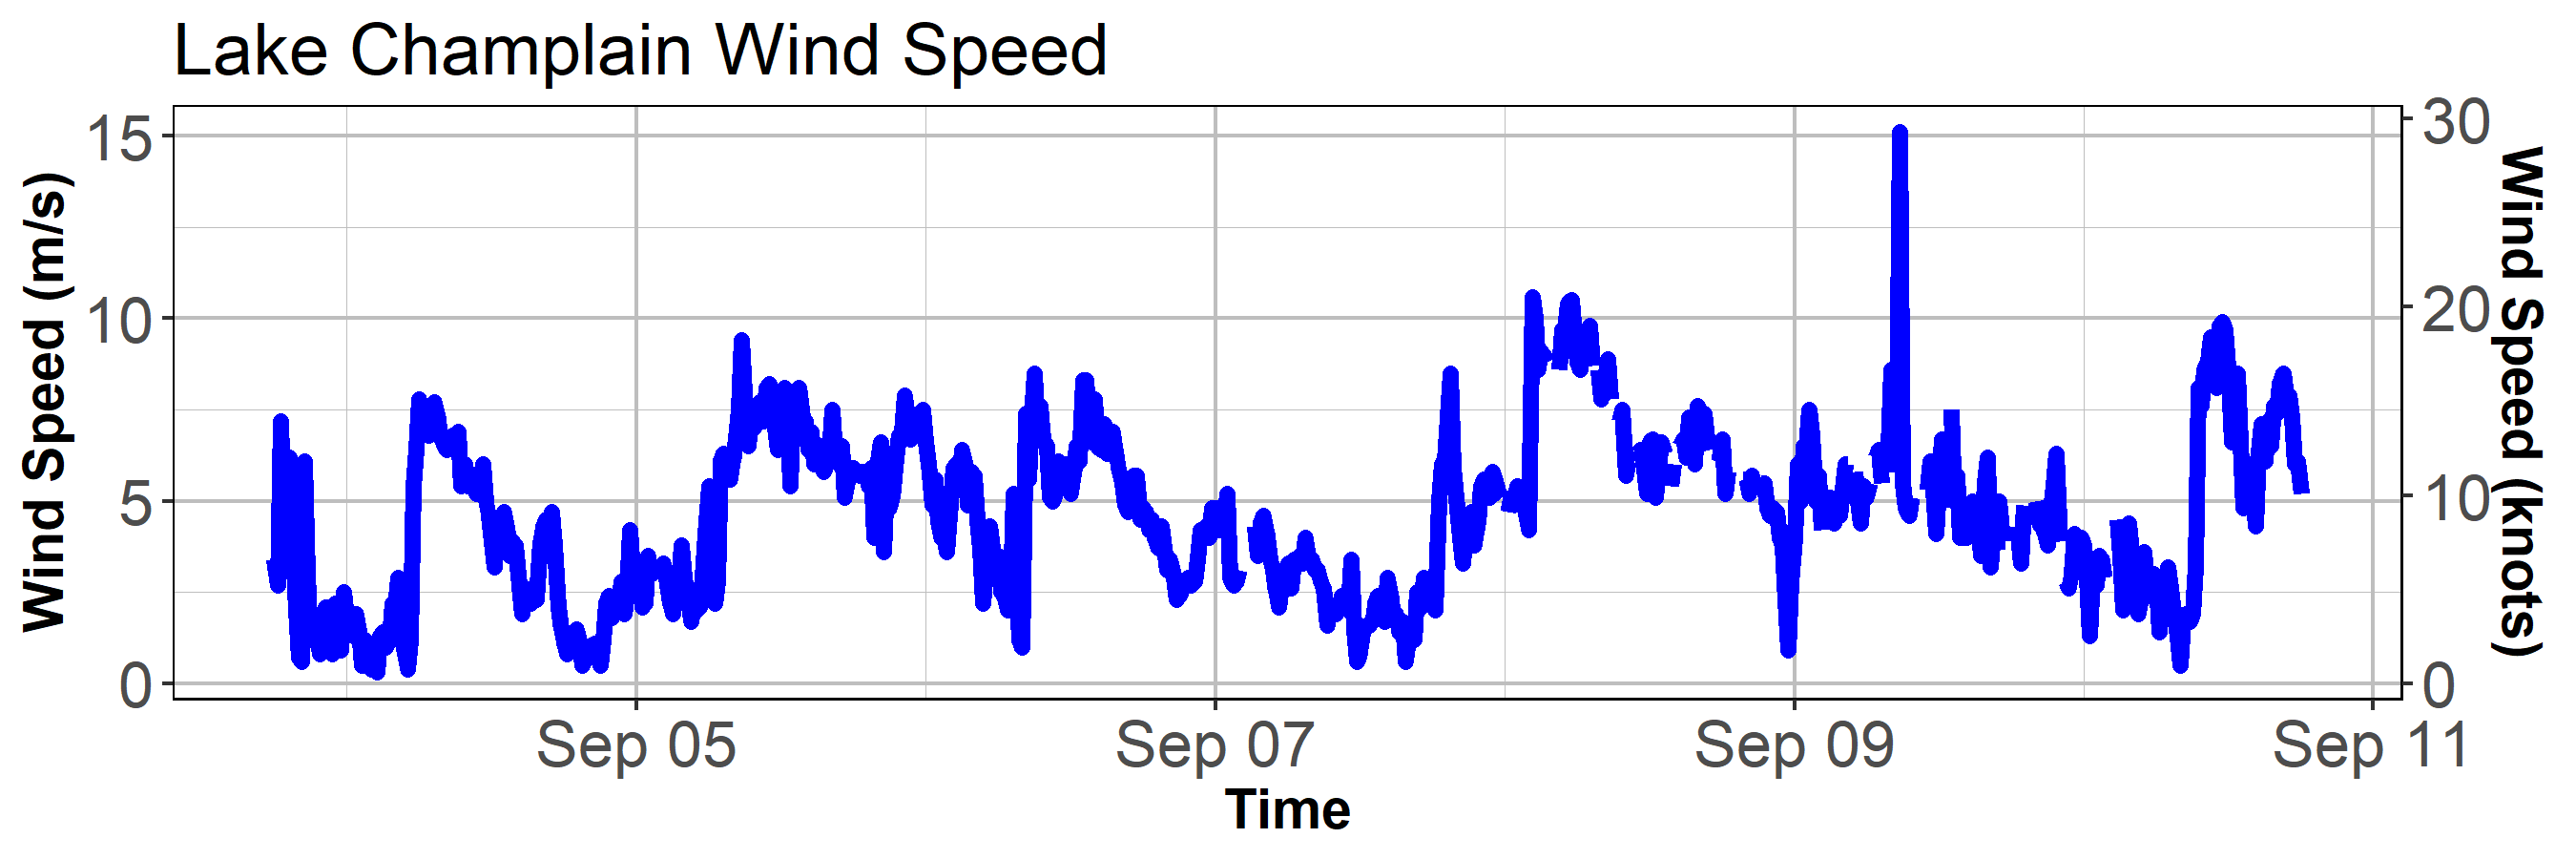 Lake Champlain Wind Speed
Wind Speed (m/s)
15
10
5
0
30
20
10
0
Wind Speed (knots)
Sep 05
Sep 07
Sep 09
Sep 11
Time